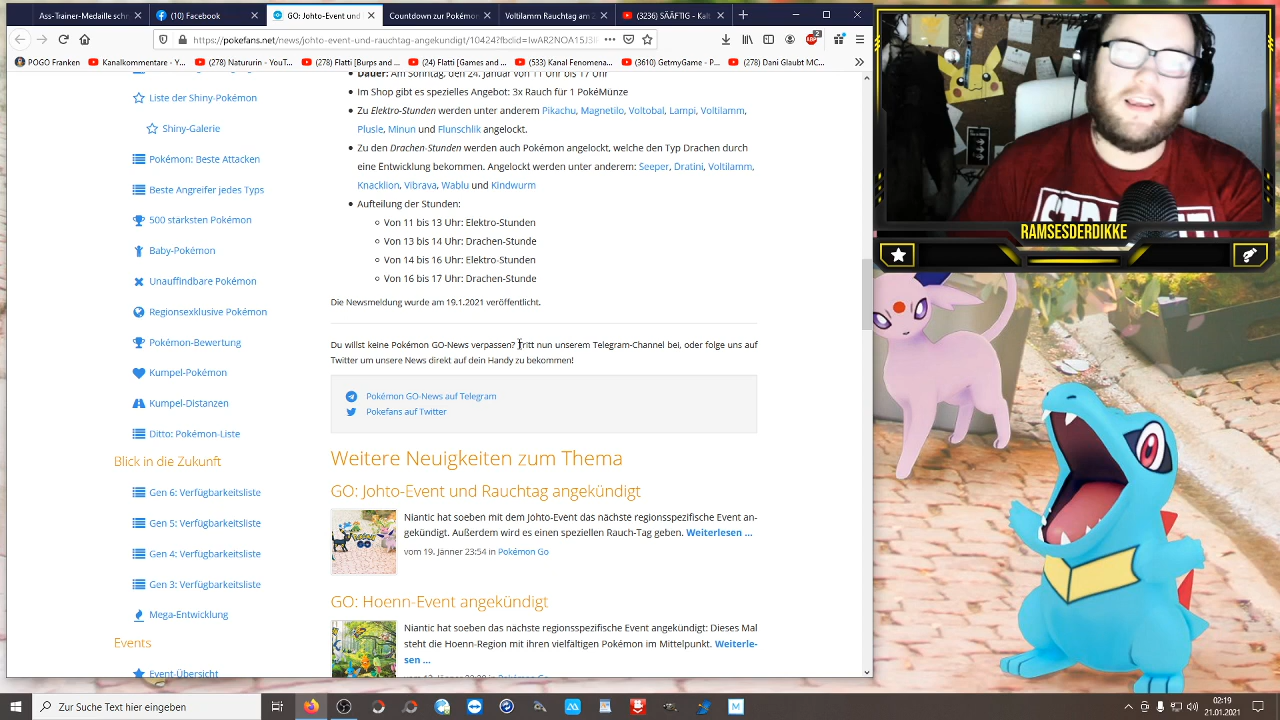 Ass-Trainer-Medaille sch
(10) Facebook
GO: Johto-Event und
Countdown zur Pokémo
Voltilamm Rauchtag am 2
(3236) SÄÄFTIG - Kal
https://pokefans.net/news/johto-event-und-rauchtag-angekundigt/10424?fbclid=IwAR2NOA15J3li
2
POGO Franken
Kanalkommentare - Y...
(278) Naturuin - YouT...
(278) Flatti [Burps and ...
(24) Flatti [Games and ...
(533) Kanal Fenomena...
(3610) GetmyGame - P...
(278) Dani Glaubt MC...
Liste der Shiny-Pokémon
Shiny-Galerie
Pokémon: Beste Attacken
Beste Angreifer jedes Typs
500 stärksten Pokémon
Baby-Pokémon
Unauffindbare Pokémon
Regionsexklusive Pokémon
Pokémon-Bewertung
Kumpel-Pokémon
Kumpel-Distanzen
Ditto: Pokémon-Liste
Blick in die Zukunft
Gen 6: Verfügbarkeitsliste
Gen 5: Verfügbarkeitsliste
Gen 4: Verfügbarkeitsliste
Gen 3: Verfügbarkeitsliste
Mega-Entwicklung
Events
Event-Übersicht
Dauer: Am Sonntag, den 24. Januar von 11 Uhr bis 17 Uhr
Im Shop gibt es spezielles Angebot: 3x Rauch für 1 PokéMünze
Zu Elektro-Stunden werden unter anderem Pikachu, Magnetilo, Voltobal, Lampi, Voltilamm,
Plusle, Minun und Flunschlik angelockt.
Zu den Drachen-Stunden werden auch Pokémon angelockt, welche den Typ Drachen durch
eine Entwicklung bekommen. Angelockt werden unter anderem: Seeper, Dratini, Voltilamm,
Knacklion, Vibrava, Wablu und Kindwurm
Aufteilung der Stunden:
Von 11 bis 13 Uhr: Elektro-Stunden
Von 13 bis 14 Uhr: Drachen-Stunde
Von 14 bis 16 Uhr: Elektro-Stunden
Von 16 bis 17 Uhr: Drachen-Stunde
Die Newsmeldung wurde am 19.1.2021 veröffentlicht.
Du willst keine Pokémon GO-News verpassen? Tritt nun unserem Telegram-Channel bei, oder folge uns auf
Twitter um unsere News direkt auf dein Handy zu bekommen!
Pokémon GO-News auf Telegram
Pokefans auf Twitter
Weitere Neuigkeiten zum Thema
GO: Johto-Event und Rauchtag angekündigt
Niantic hat soeben mit dem Johto-Event das nächste regionsspezifische Event an-
gekündigt. Außerdem wird es einen speziellen Rauch-Tag geben. Weiterlesen ...
vom 19. Jänner 23:54 in Pokémon Go
GO: Hoenn-Event angekündigt
Niantic hat soeben das nächste regionsspezifische Event angekündigt: Dieses Mal
steht die Hoenn-Region mit ihren vielfältigen Pokémon im Mittelpunkt. Weiterle-
sen ...
RAMSESDERDIKKE
Zur Suche Text hier eingeben
02:19
21.01.2021